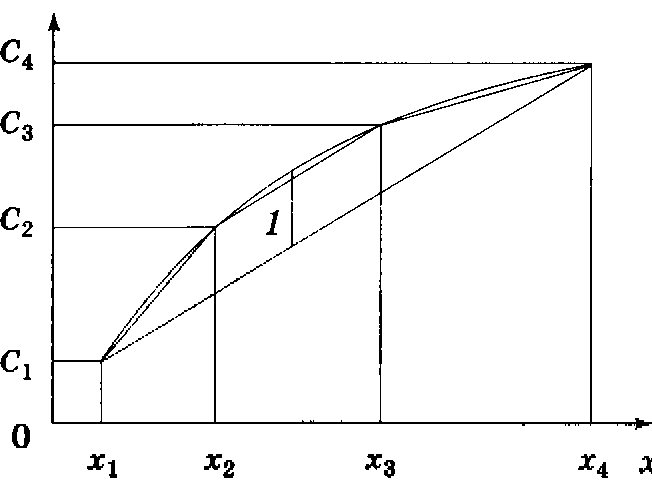 C₄
C₃
C₂
1
C₁
0
x₁ x₂ x₃ x₄ x